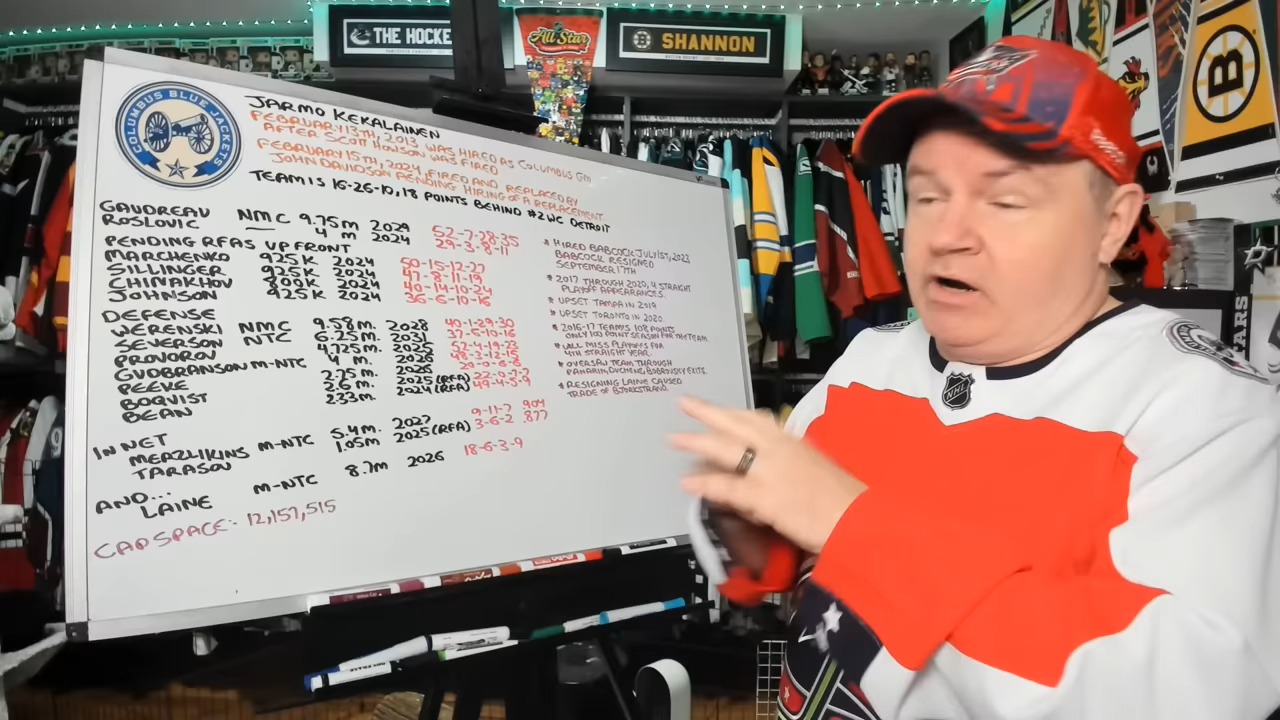 THE HOCKE
All Star
SHANNON
B
COLUMBUS BLUE JACKETS
JARMO KEKALAINEN
FEBRUARY 13TH, 2013 WAS HIRED AS COLUMBUS GM
AFTER SCOTT HOWSON WAS FIRED
FEBRUARY 15TH, 2024 FIRED AND REPLACED BY
JOHN DAVIDSON PENDING HIRING OF A REPLACEMENT.
TEAM IS 16-26-10, 18 POINTS BEHIND #2WC DETROIT
GAUDREAU NMC 9.75M 2029 52-7-28-35
ROSLOVIC 4M 2024 29-3-8-11
PENDING RFAS UP FRONT
MARCHENKO 925K 2024 50-15-12-27
SILLINGER 925K 2024 47-8-11-19
CHINAKHOV 800K 2024 40-14-10-24
JOHNSON 925K 2024 36-6-10-16
DEFENSE
WERENSKI NMC 9.58M. 2028 40-1-29-30
SEVERSON NTC 6.25M. 2031 37-5-10-15
PROVOROV 4.725M. 2025 52-4-19-23
GUDBRANSON M-NTC 4M. 2026
PEEVE 2.75M. 2026
BOQVIST 2.6M. 2025(RFA) 22-0-7-7
BEAN 2.33M. 2024(RFA) 49-4-5-9
IN NET
MERZLIKINS M-NTC 5.4M. 2027 9-11-7 .904
TARASOV 1.05M 2025(RFA) 3-6-2 .877
AND...
LAINE M-NTC 8.7M 2026 18-6-3-9
CAPSPACE- 12,157,515
* HIRED BABCOCK JULY 1ST, 2023
BABCOCK RESIGNED
SEPTEMBER 17TH
* 2017 THROUGH 2020, 4 STRAIGHT
PLAYOFF APPEARANCES.
* UPSET TAMPA IN 2019
* UPSET TORONTO IN 2020.
* 2016-17 TEAM'S 108 POINTS
ONLY 100 POINT SEASON FOR THE TEAM
* WILL MISS PLAYOFFS FOR
4TH STRAIGHT YEAR.
* OVERSAW TEAM THROUGH
PANARIN, DUCHENE, BOBROVSKY EXITS.
* RESIGNING LAINE CAUSED
TRADE OF BJORKSTRAND.
NHL